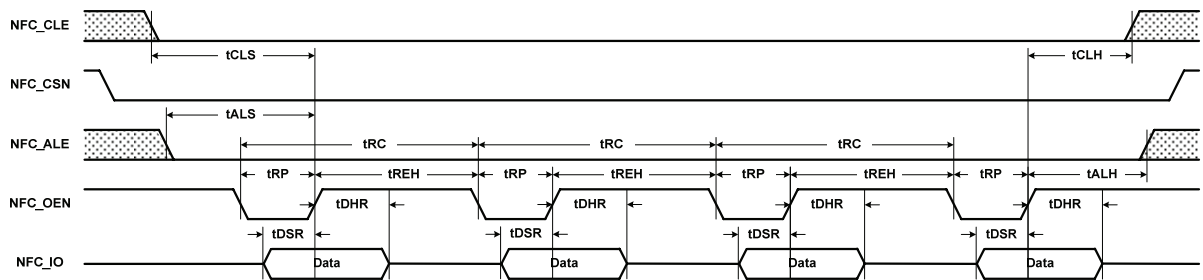 NFC_CLE
tCLS
tCLH
NFC_CSN
tALS
NFC_ALE
tRC
tRC
tRC
tRP
tREH
tRP
tREH
tRP
tREH
tRP
tALH
NFC_OEN
tDHR
tDHR
tDHR
tDHR
tDSR
tDSR
tDSR
tDSR
NFC_IO
Data
Data
Data
Data